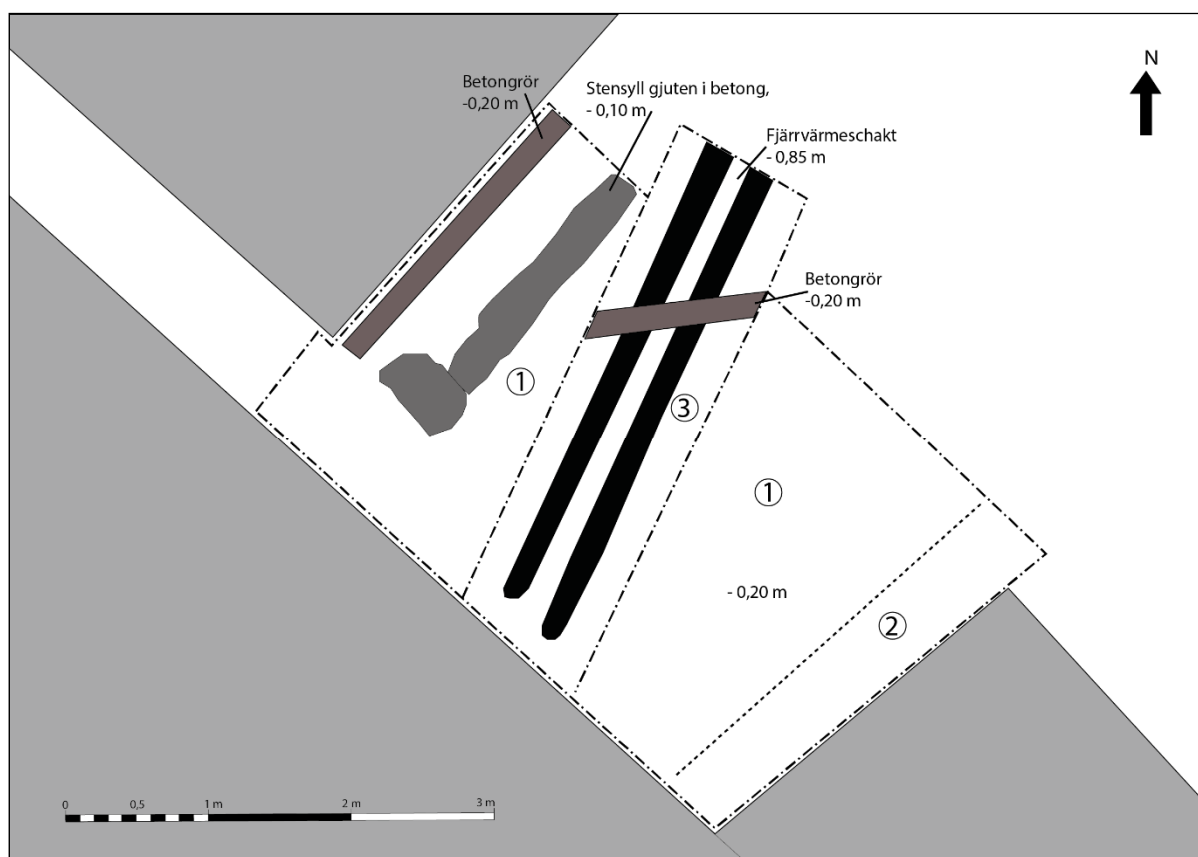 N
Betongrör
-0,20 m
Stensyll gjuten i betong,
- 0,10 m
Fjärrvärmeschakt
- 0,85 m
Betongrör
-0,20 m
①
③
①
- 0,20 m
②
0 0,5 1 m 2 m 3 m